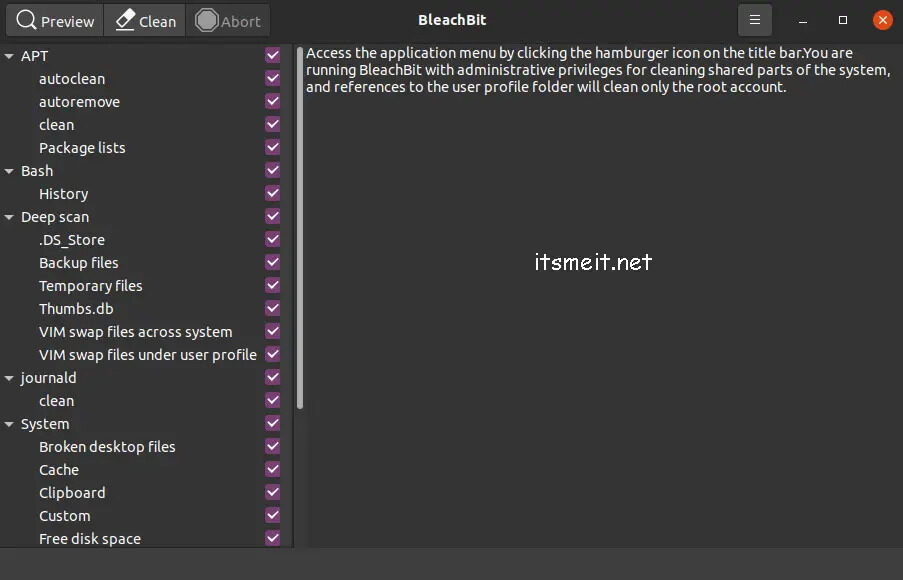 Preview Clean Abort BleachBit
APT
autoclean
autoremove
clean
Package lists
Bash
History
Deep scan
.DS_Store
Backup files
Temporary files
Thumbs.db
VIM swap files across system
VIM swap files under user profile
journald
clean
System
Broken desktop files
Cache
Clipboard
Custom
Free disk space
Access the application menu by clicking the hamburger icon on the title bar.You are
running BleachBit with administrative privileges for cleaning shared parts of the system,
and references to the user profile folder will clean only the root account.
itsmeit.net